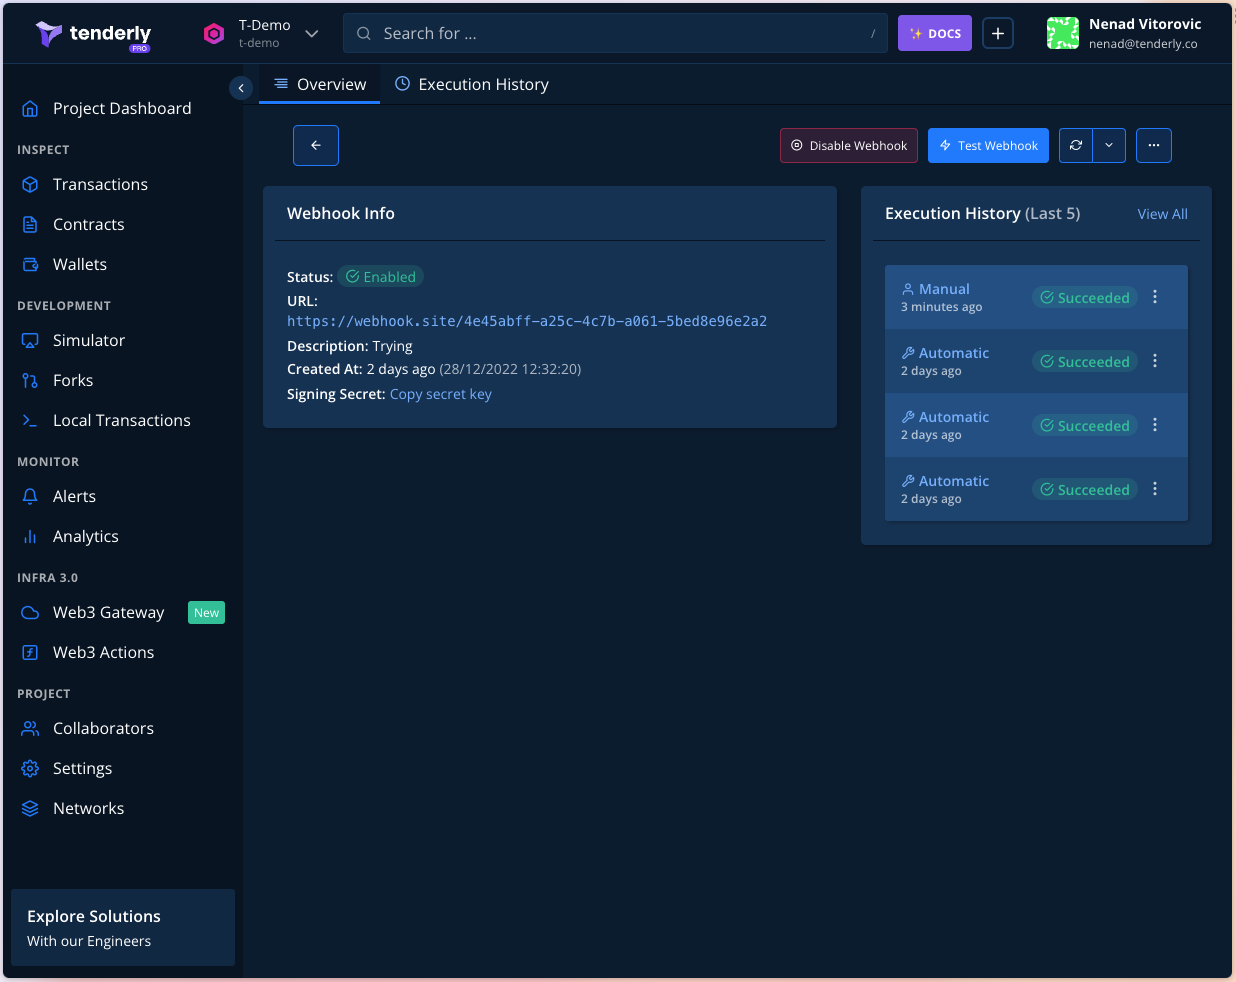 tenderly
PRO
T-Demo
t-demo
Search for ...
/
DOCS
+
Nenad Vitorovic
nenad@tenderly.co
Overview
Execution History
Project Dashboard
INSPECT
Transactions
Contracts
Wallets
DEVELOPMENT
Simulator
Forks
Local Transactions
MONITOR
Alerts
Analytics
INFRA 3.0
Web3 Gateway New
Web3 Actions
PROJECT
Collaborators
Settings
Networks
Explore Solutions
With our Engineers
Disable Webhook
Test Webhook
Webhook Info
Status: Enabled
URL:
https://webhook.site/4e45abff-a25c-4c7b-a061-5bed8e96e2a2
Description: Trying
Created At: 2 days ago (28/12/2022 12:32:20)
Signing Secret: Copy secret key
Execution History (Last 5) View All
Manual
3 minutes ago
Succeeded
Automatic
2 days ago
Succeeded
Automatic
2 days ago
Succeeded
Automatic
2 days ago
Succeeded